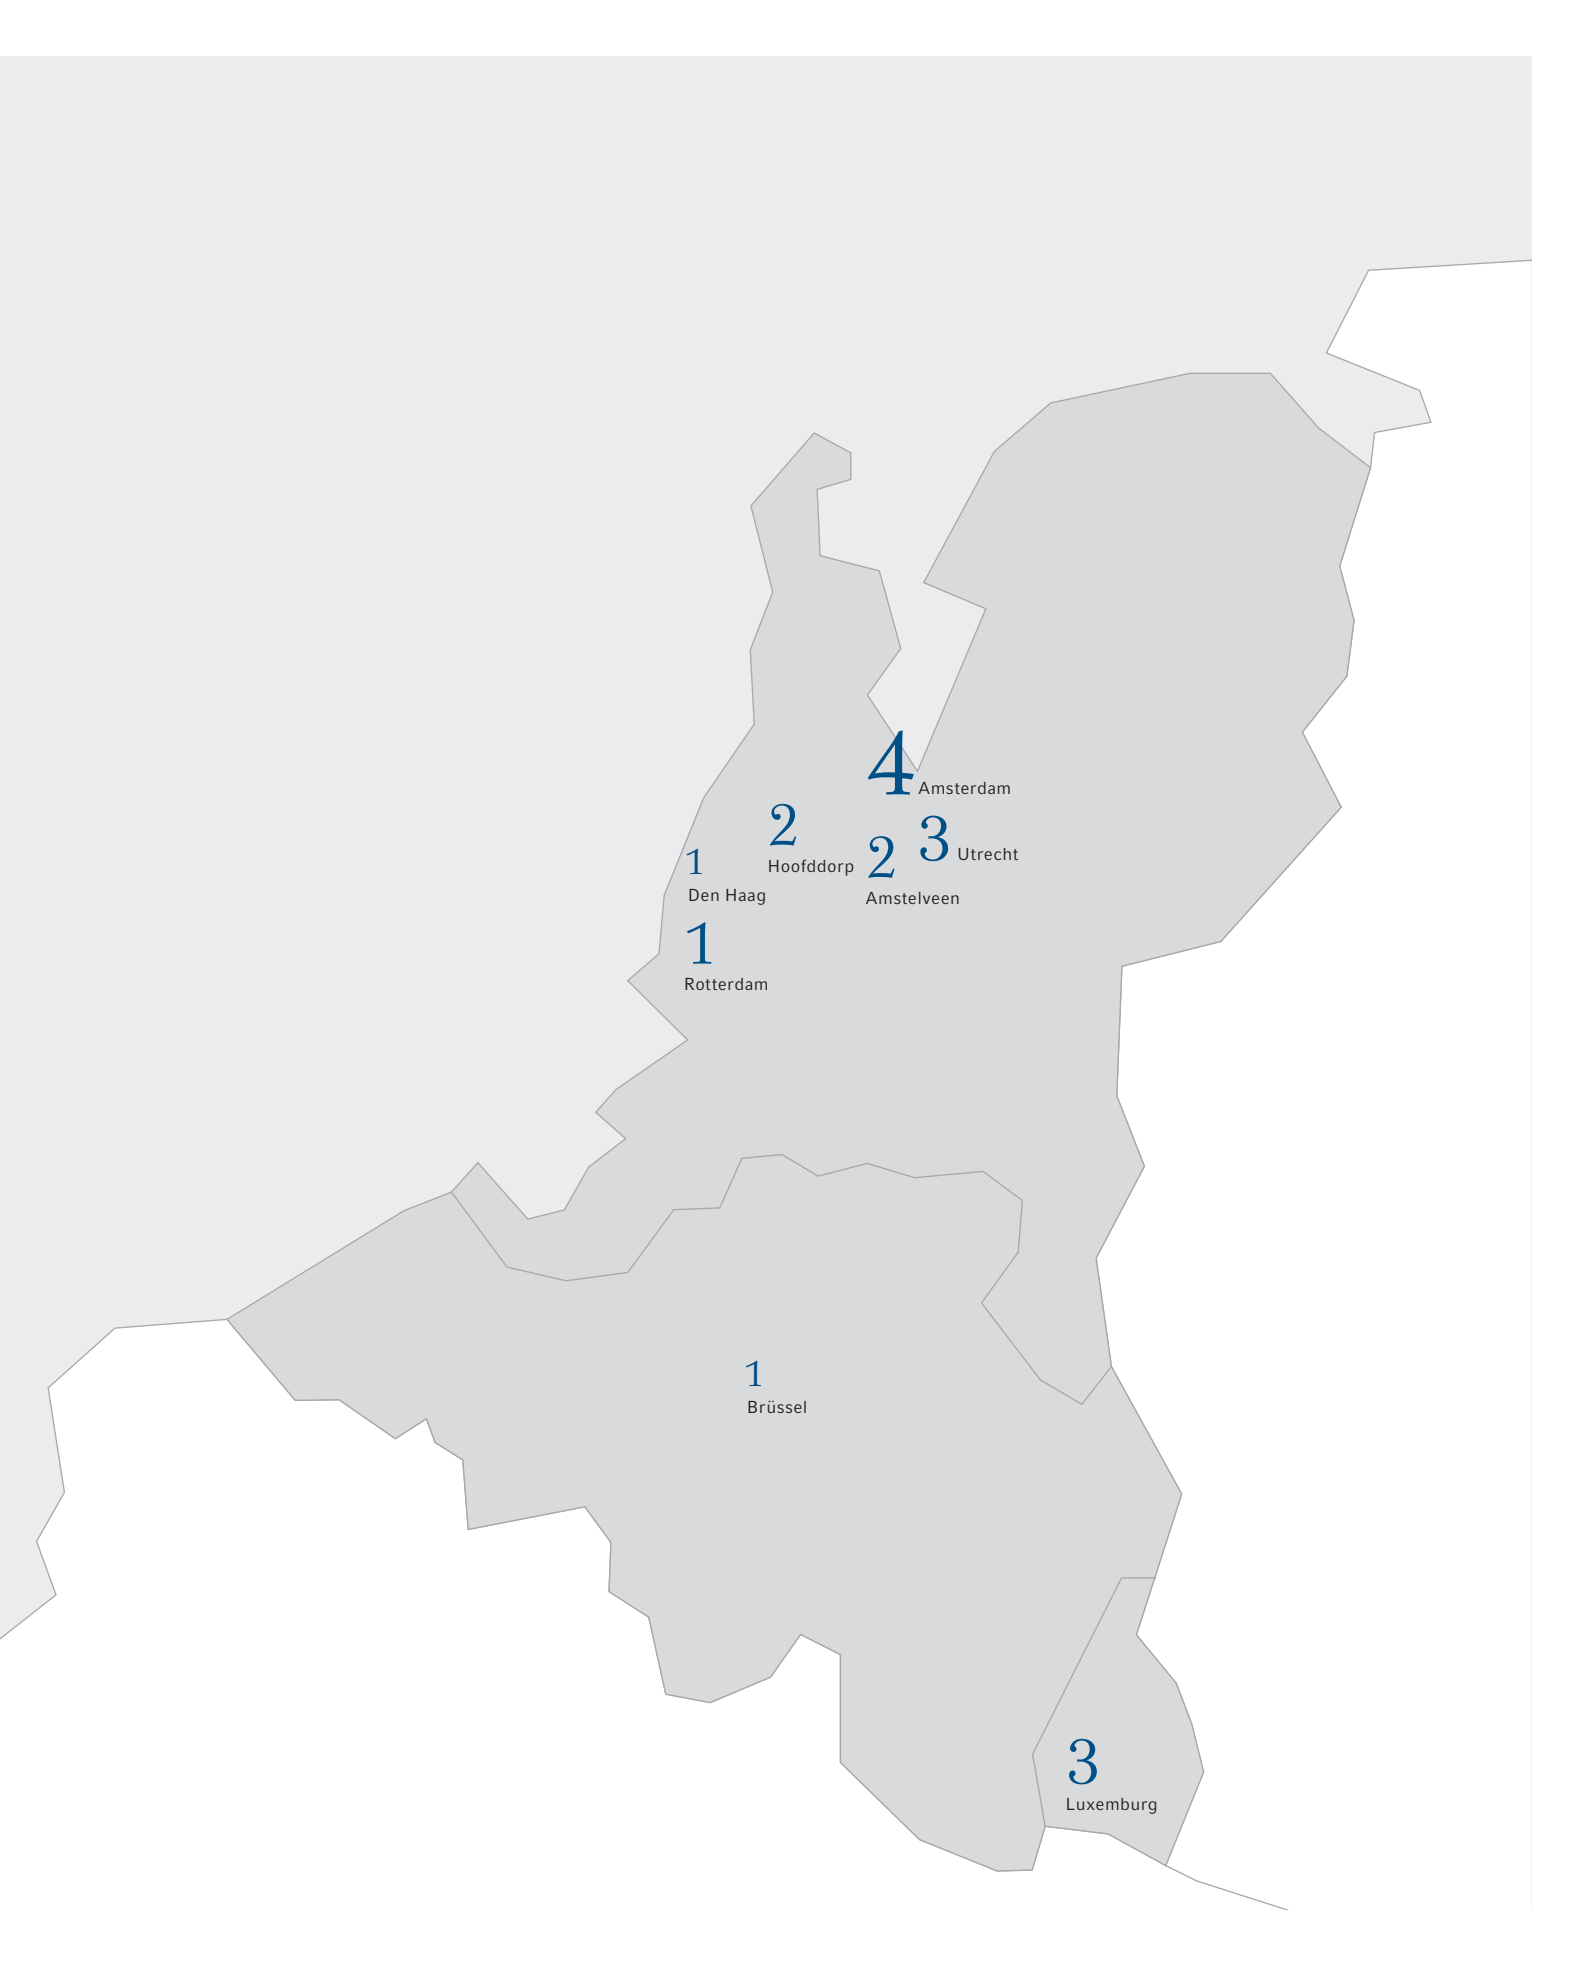 4 Amsterdam
2
Hoofddorp
3 Utrecht
2
Amstelveen
1
Den Haag
1
Rotterdam
1
Brüssel
3
Luxemburg